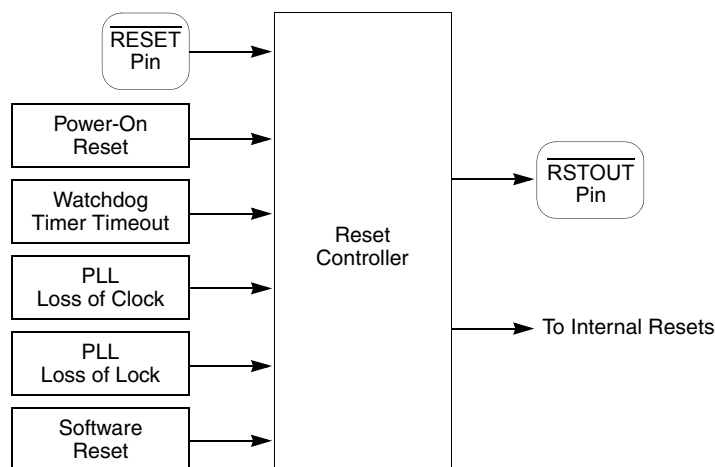 RESET
Pin
Power-On
Reset
Watchdog
Timer Timeout
PLL
Loss of Clock
PLL
Loss of Lock
Software
Reset
Reset
Controller
RSTOUT
Pin
To Internal Resets